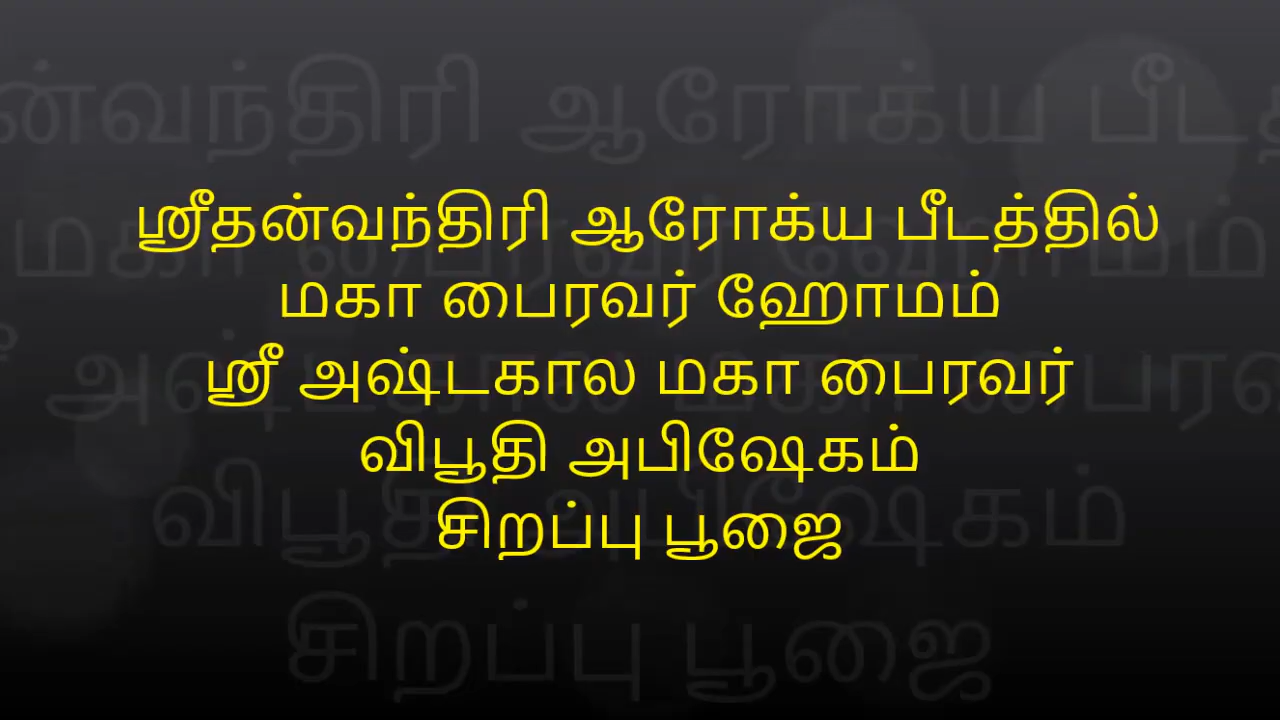 ஸ்ரீதன்வந்திரி ஆரோக்ய பீடத்தில்
மகா பைரவர் ஹோமம்
ஸ்ரீ அஷ்டகால மகா பைரவர்
விபூதி அபிஷேகம்
சிறப்பு பூஜை